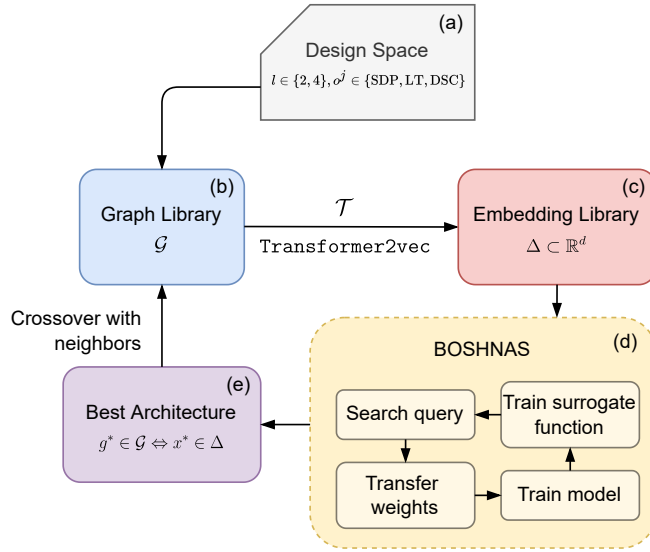 (a)
Design Space
l ∈ {2, 4}, o^j ∈ {SDP, LT, DSC}
(b)
Graph Library
𝒢
𝒯
Transformer2vec
(c)
Embedding Library
Δ ⊂ ℝ^d
Crossover with
neighbors
(d)
BOSHNAS
Search query
Train surrogate
function
Transfer
weights
Train model
(e)
Best Architecture
g* ∈ 𝒢 ⇔ x* ∈ Δ